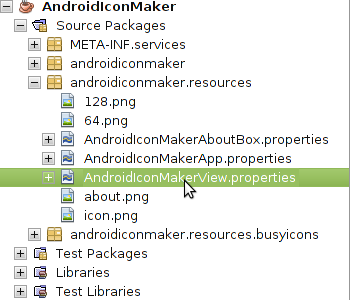 AndroidIconMaker
Source Packages
META-INF.services
androidiconmaker
androidiconmaker.resources
128.png
64.png
AndroidIconMakerAboutBox.properties
AndroidIconMakerApp.properties
AndroidIconMakerView.properties
about.png
icon.png
androidiconmaker.resources.busyicons
Test Packages
Libraries
Test Libraries